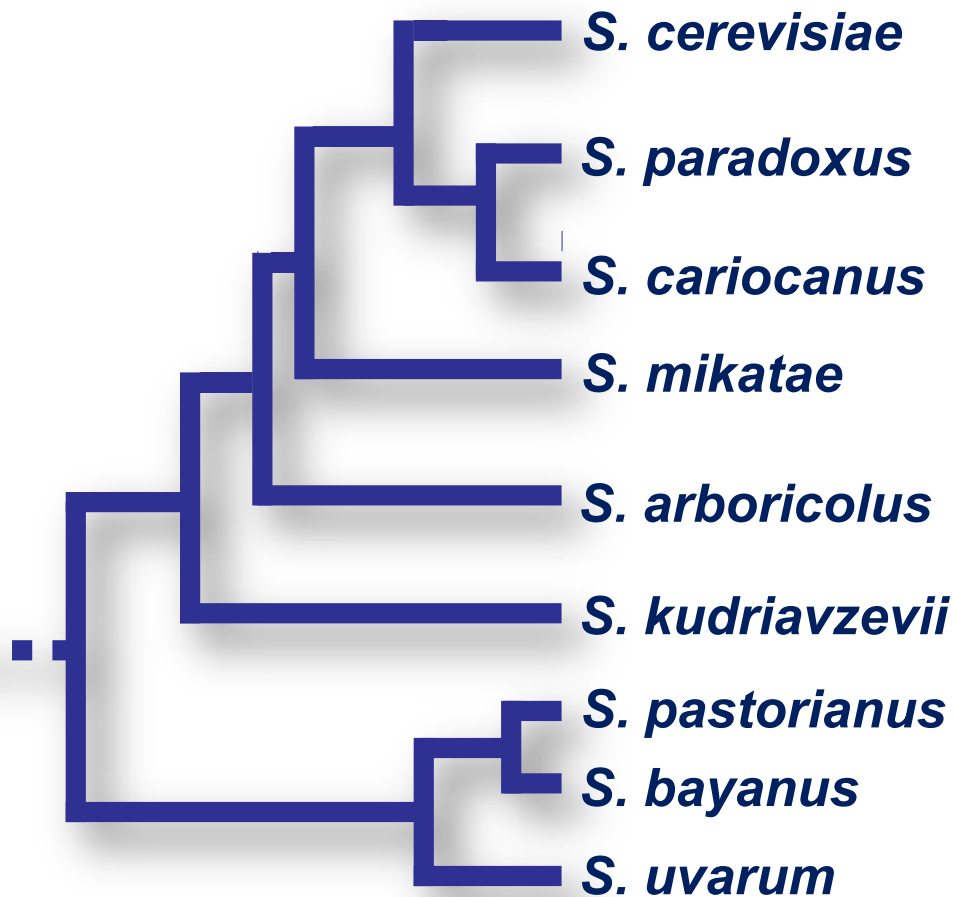 S. cerevisiae
S. paradoxus
S. cariocanus
S. mikatae
S. arboricolus
S. kudriavzevii
S. pastorianus
S. bayanus
S. uvarum